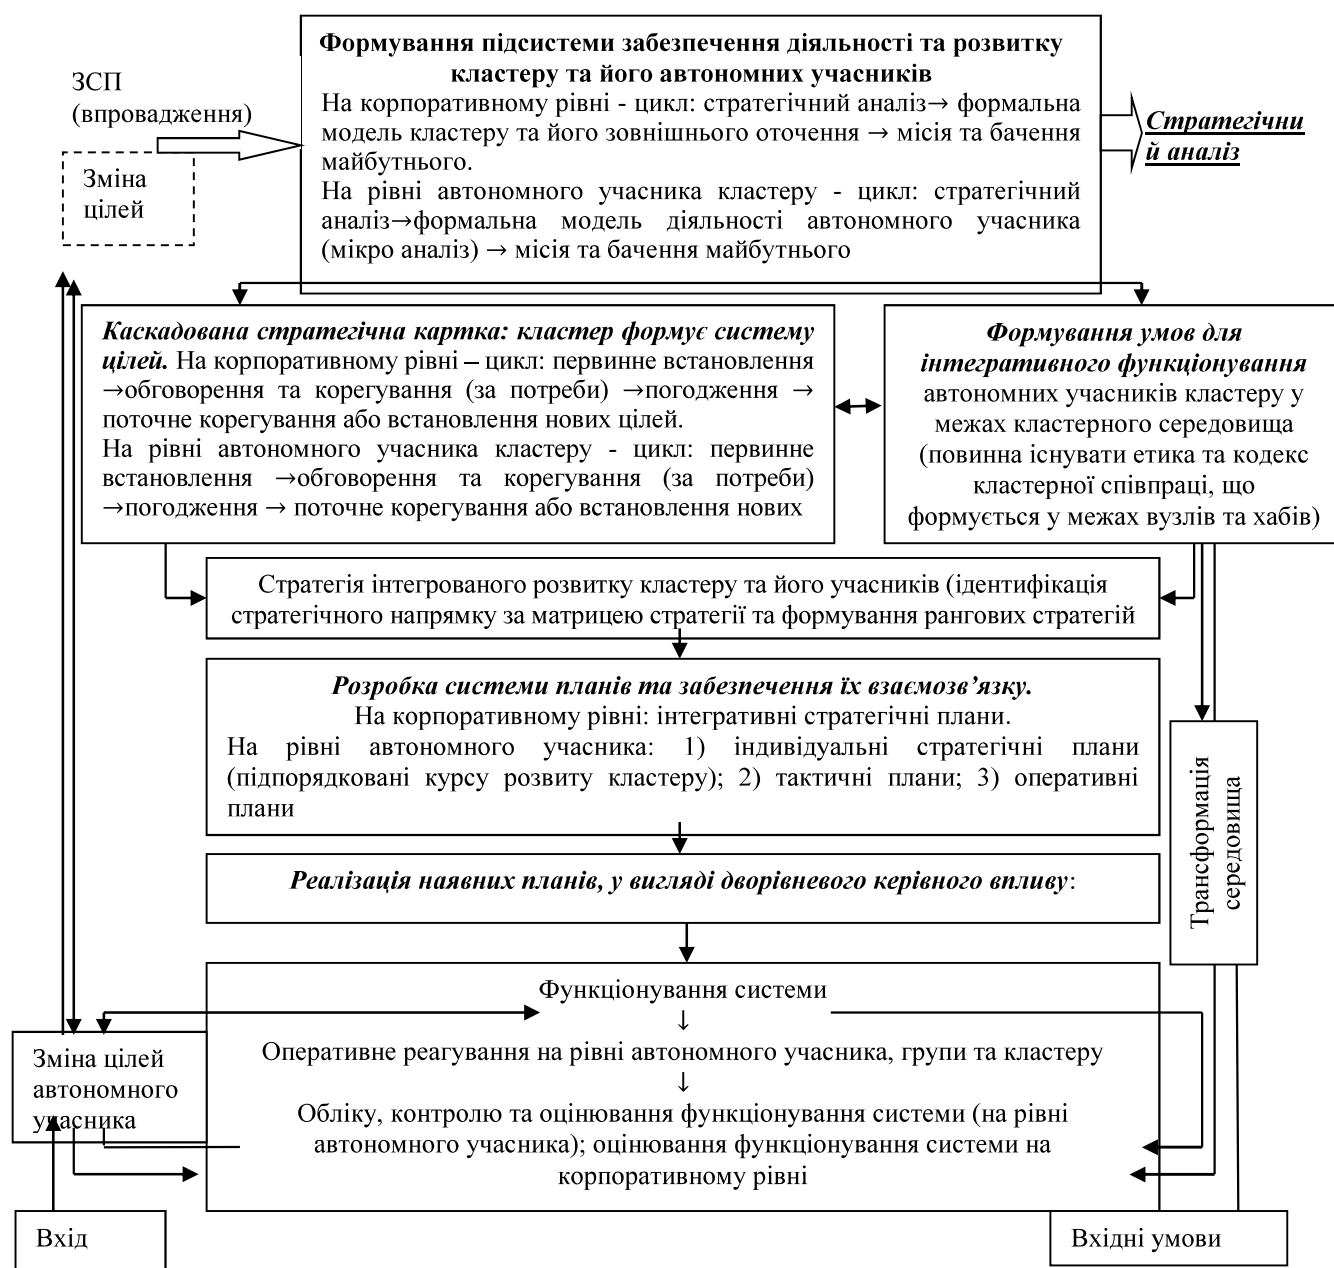 Формування підсистеми забезпечення діяльності та розвитку
кластеру та його автономних учасників
На корпоративному рівні - цикл: стратегічний аналіз→ формальна
модель кластеру та його зовнішнього оточення → місія та бачення
майбутнього.
На рівні автономного учасника кластеру - цикл: стратегічний
аналіз→формальна модель діяльності автономного учасника
(мікро аналіз) → місія та бачення майбутнього
ЗСП
(впровадження)
Зміна
цілей
Стратегічни
й аналіз
Каскадована стратегічна картка: кластер формує систему
цілей. На корпоративному рівні – цикл: первинне встановлення
→обговорення та корегування (за потреби) →погодження →
поточне корегування або встановлення нових цілей.
На рівні автономного учасника кластеру - цикл: первинне
встановлення →обговорення та корегування (за потреби)
→погодження → поточне корегування або встановлення нових
Формування умов для
інтегративного функціонування
автономних учасників кластеру у
межах кластерного середовища
(повинна існувати етика та кодекс
кластерної співпраці, що
формується у межах вузлів та хабів)
Стратегія інтегрованого розвитку кластеру та його учасників (ідентифікація
стратегічного напрямку за матрицею стратегії та формування рангових стратегій
Розробка системи планів та забезпечення їх взаємозв’язку.
На корпоративному рівні: інтегративні стратегічні плани.
На рівні автономного учасника: 1) індивідуальні стратегічні плани
(підпорядковані курсу розвиту кластеру); 2) тактичні плани; 3) оперативні
плани
Трансформація
середовища
Реалізація наявних планів, у вигляді дворівневого керівного впливу:
Функціонування системи
↓
Оперативне реагування на рівні автономного учасника, групи та кластеру
↓
Обліку, контролю та оцінювання функціонування системи (на рівні
автономного учасника); оцінювання функціонування системи на
корпоративному рівні
Зміна цілей
автономного
учасника
Вхід
Вхідні умови